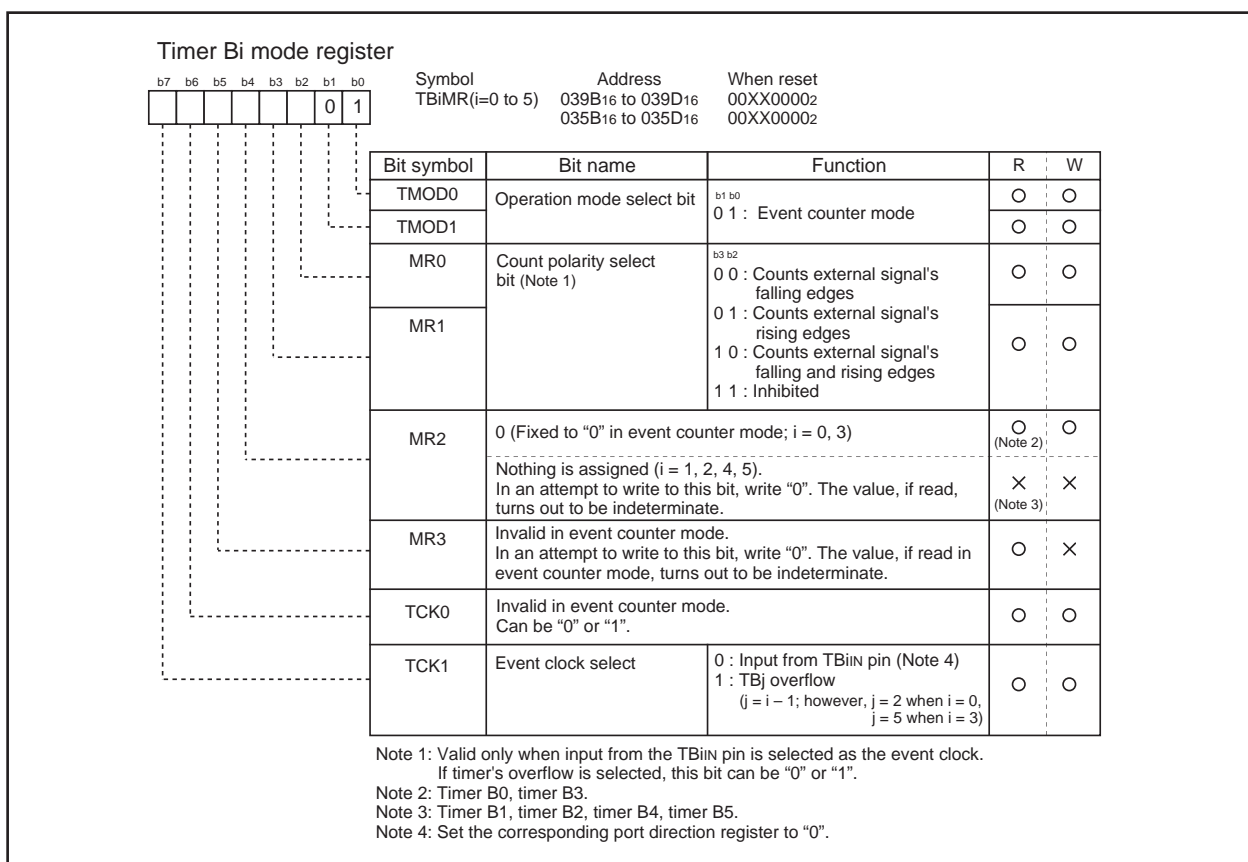 Timer Bi mode register
b7 b6 b5 b4 b3 b2 b1 b0
0 1
Symbol Address When reset
TBiMR(i=0 to 5) 039B16 to 039D16 00XX00002
035B16 to 035D16 00XX00002
Bit symbol Bit name Function R W
TMOD0 Operation mode select bit b1 b0
0 1 : Event counter mode
TMOD1
MR0 Count polarity select
bit (Note 1)
b3 b2
0 0 : Counts external signal's
falling edges
0 1 : Counts external signal's
rising edges
MR1
1 0 : Counts external signal's
falling and rising edges
1 1 : Inhibited
MR2 0 (Fixed to “0” in event counter mode; i = 0, 3) (Note 2)
Nothing is assigned (i = 1, 2, 4, 5).
In an attempt to write to this bit, write “0”. The value, if read,
turns out to be indeterminate. (Note 3)
MR3 Invalid in event counter mode.
In an attempt to write to this bit, write “0”. The value, if read in
event counter mode, turns out to be indeterminate.
TCK0 Invalid in event counter mode.
Can be “0” or “1”.
TCK1 Event clock select 0 : Input from TBiIN pin (Note 4)
1 : TBj overflow
(j = i – 1; however, j = 2 when i = 0,
j = 5 when i = 3)
Note 1: Valid only when input from the TBiIN pin is selected as the event clock.
If timer's overflow is selected, this bit can be “0” or “1”.
Note 2: Timer B0, timer B3.
Note 3: Timer B1, timer B2, timer B4, timer B5.
Note 4: Set the corresponding port direction register to “0”.